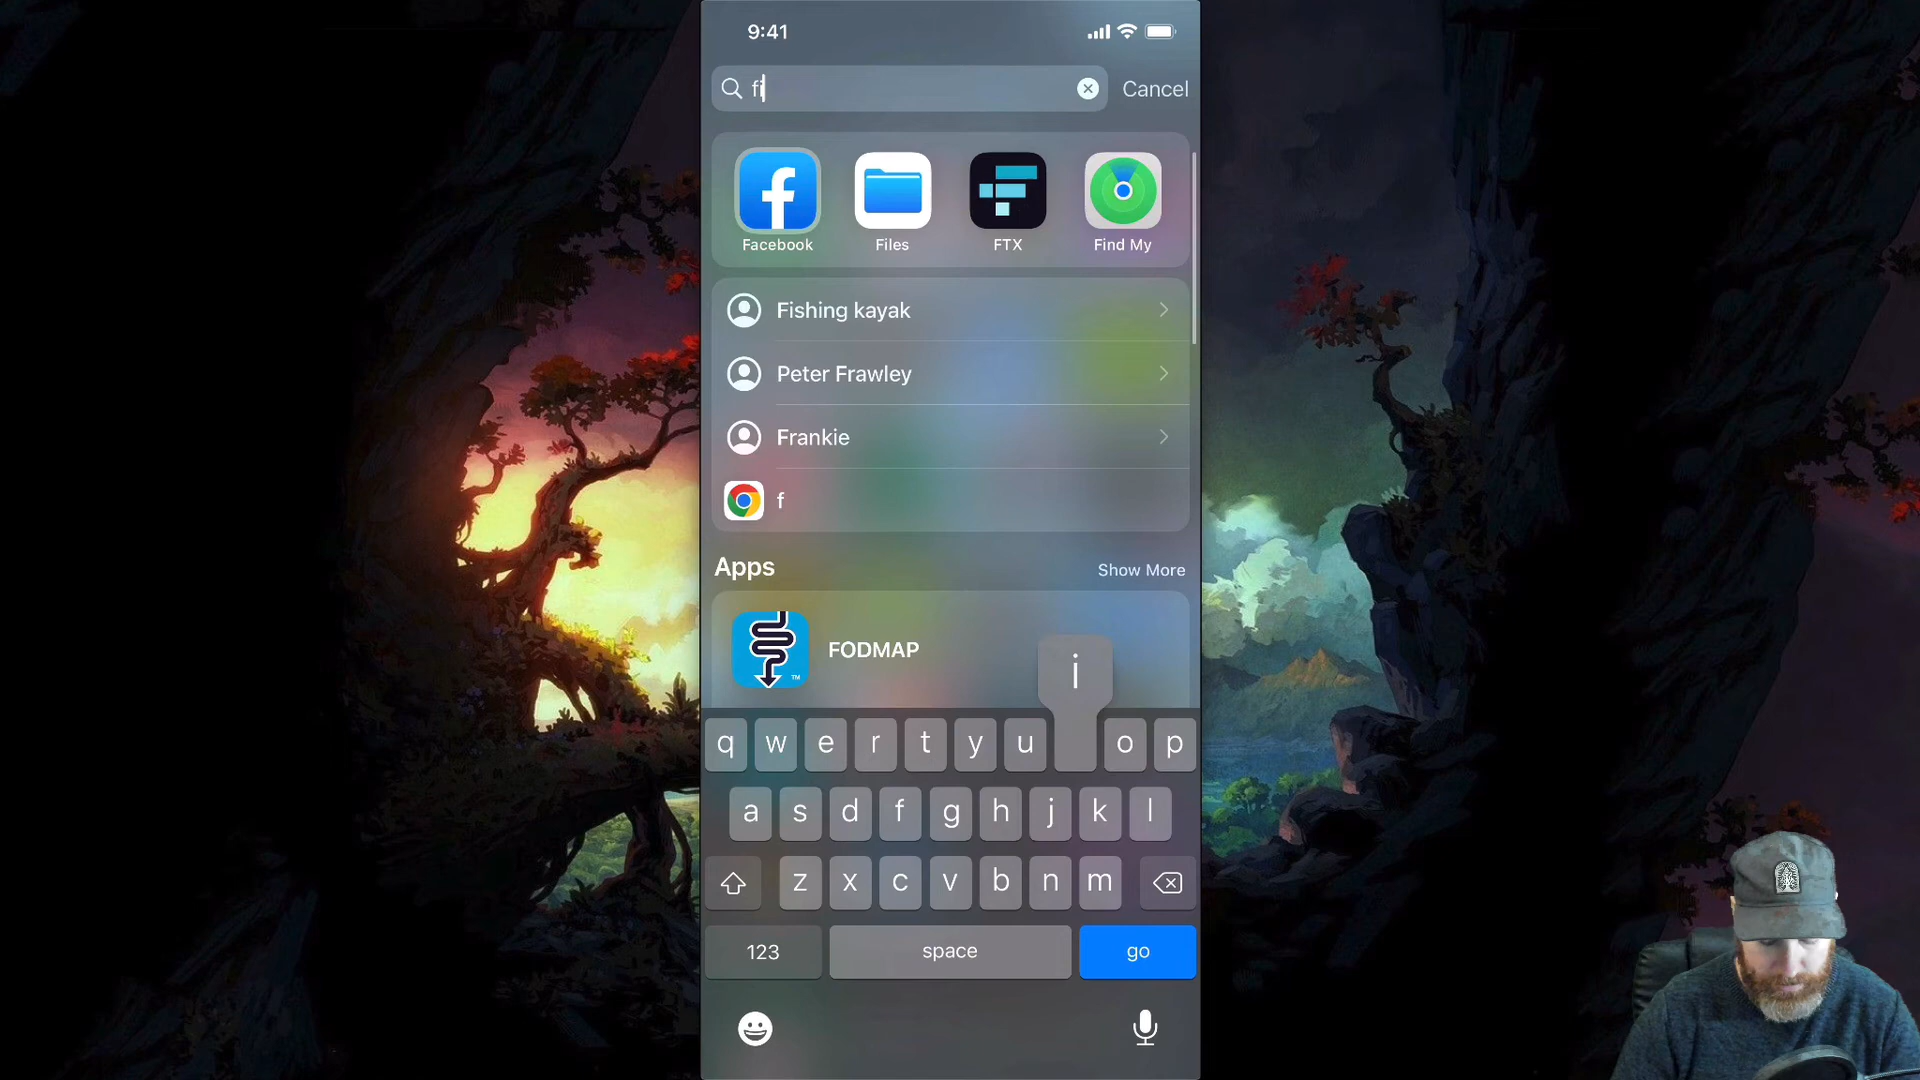 9:41
fi
Cancel
Facebook Files FTX Find My
Fishing kayak
Peter Frawley
Frankie
f
Apps Show More
FODMAP
TM
i
q w e r t y u o p
a s d f g h j k l
z x c v b n m
123 space go